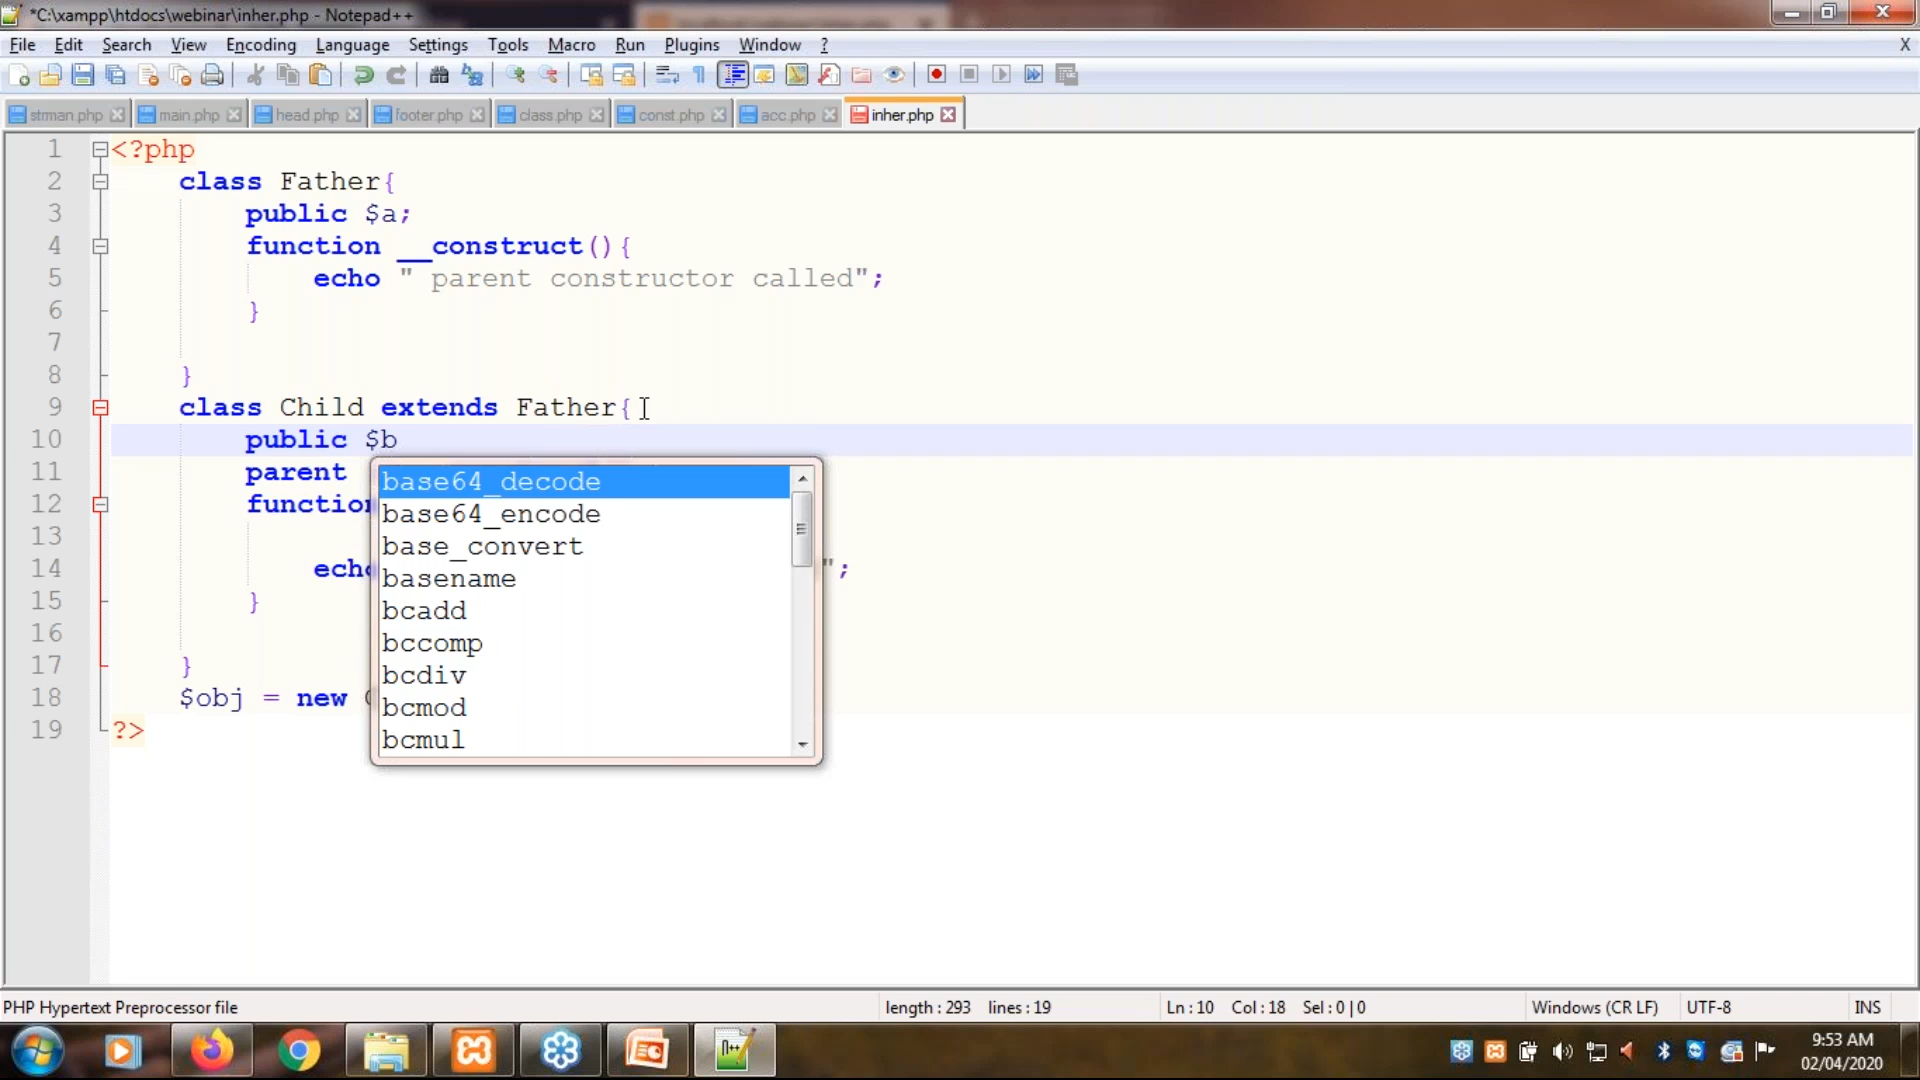 *C:\xampp\htdocs\webinar\inher.php - Notepad++
File Edit Search View Encoding Language Settings Tools Macro Run Plugins Window ? X
stman.php main.php head.php footer.php class.php const.php acc.php inher.php
1 <?php
2 class Father{
3 public $a;
4 function __construct(){
5 echo " parent constructor called";
6 }
7
8 }
9 class Child extends Father{
10 public $b
11 parent
12 function
13
14 echo ";
15 }
16
17 }
18 $obj = new
19 ?>
base64_decode
base64_encode
base_convert
basename
bcadd
bccomp
bcdiv
bcmod
bcmul
PHP Hypertext Preprocessor file length : 293 lines : 19 Ln : 10 Col : 18 Sel : 0 | 0 Windows (CR LF) UTF-8 INS
9:53 AM
02/04/2020